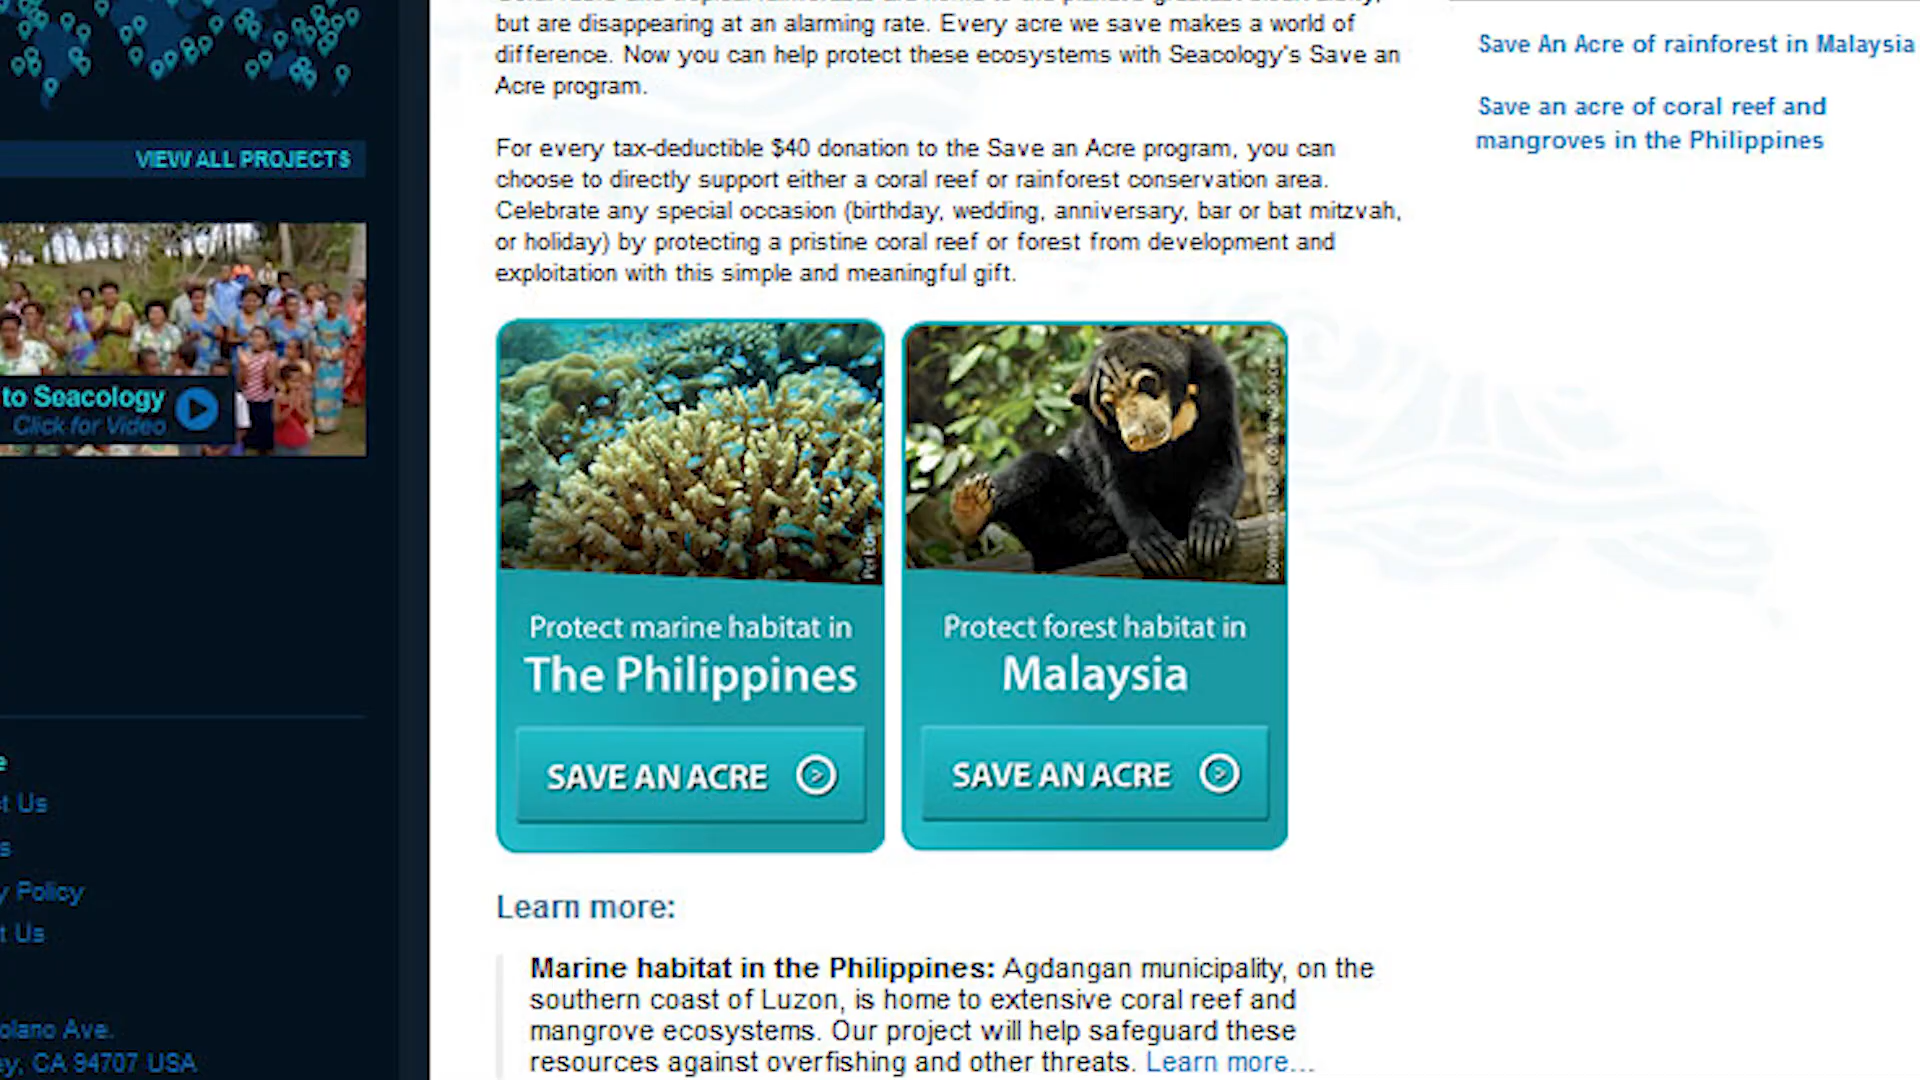 but are disappearing at an alarming rate. Every acre we save makes a world of
difference. Now you can help protect these ecosystems with Seacology's Save an
Acre program.
For every tax-deductible $40 donation to the Save an Acre program, you can
choose to directly support either a coral reef or rainforest conservation area.
Celebrate any special occasion (birthday, wedding, anniversary, bar or bat mitzvah,
or holiday) by protecting a pristine coral reef or forest from development and
exploitation with this simple and meaningful gift.
Protect marine habitat in
The Philippines
SAVE AN ACRE
Protect forest habitat in
Malaysia
SAVE AN ACRE
Learn more:
Marine habitat in the Philippines: Agdangan municipality, on the
southern coast of Luzon, is home to extensive coral reef and
mangrove ecosystems. Our project will help safeguard these
resources against overfishing and other threats. Learn more...
Save An Acre of rainforest in Malaysia
Save an acre of coral reef and
mangroves in the Philippines
VIEW ALL PROJECTS
to Seacology
Click for Video
t Us
y Policy
t Us
olano Ave.
ey, CA 94707 USA